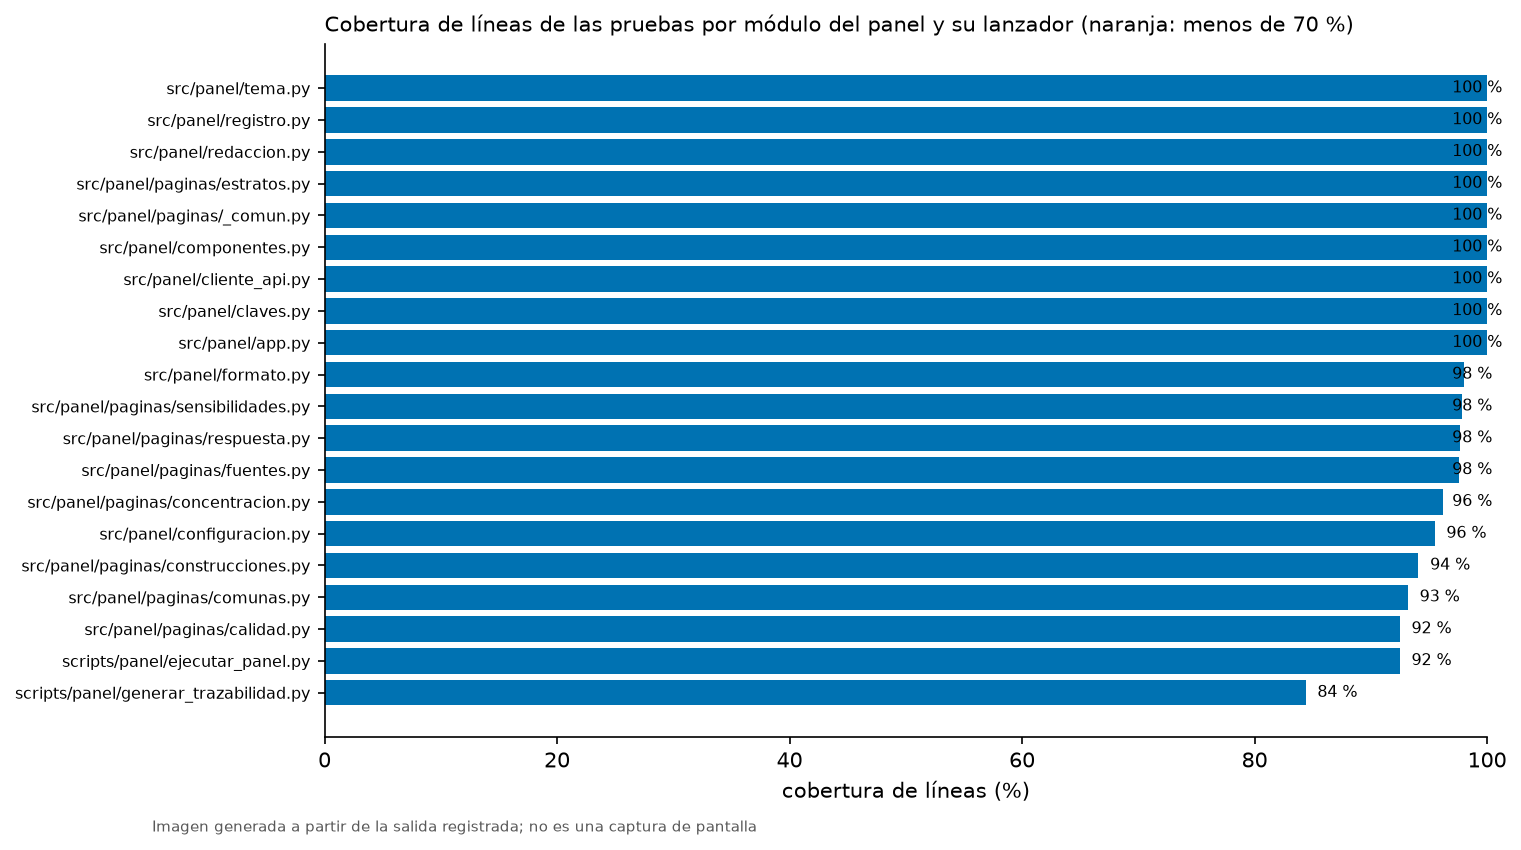 Cobertura de líneas de las pruebas por módulo del panel y su lanzador (naranja: menos de 70 %)
src/panel/tema.py 100 %
src/panel/registro.py 100 %
src/panel/redaccion.py 100 %
src/panel/paginas/estratos.py 100 %
src/panel/paginas/_comun.py 100 %
src/panel/componentes.py 100 %
src/panel/cliente_api.py 100 %
src/panel/claves.py 100 %
src/panel/app.py 100 %
src/panel/formato.py 98 %
src/panel/paginas/sensibilidades.py 98 %
src/panel/paginas/respuesta.py 98 %
src/panel/paginas/fuentes.py 98 %
src/panel/paginas/concentracion.py 96 %
src/panel/configuracion.py 96 %
src/panel/paginas/construcciones.py 94 %
src/panel/paginas/comunas.py 93 %
src/panel/paginas/calidad.py 92 %
scripts/panel/ejecutar_panel.py 92 %
scripts/panel/generar_trazabilidad.py 84 %
0 20 40 60 80 100
cobertura de líneas (%)
Imagen generada a partir de la salida registrada; no es una captura de pantalla